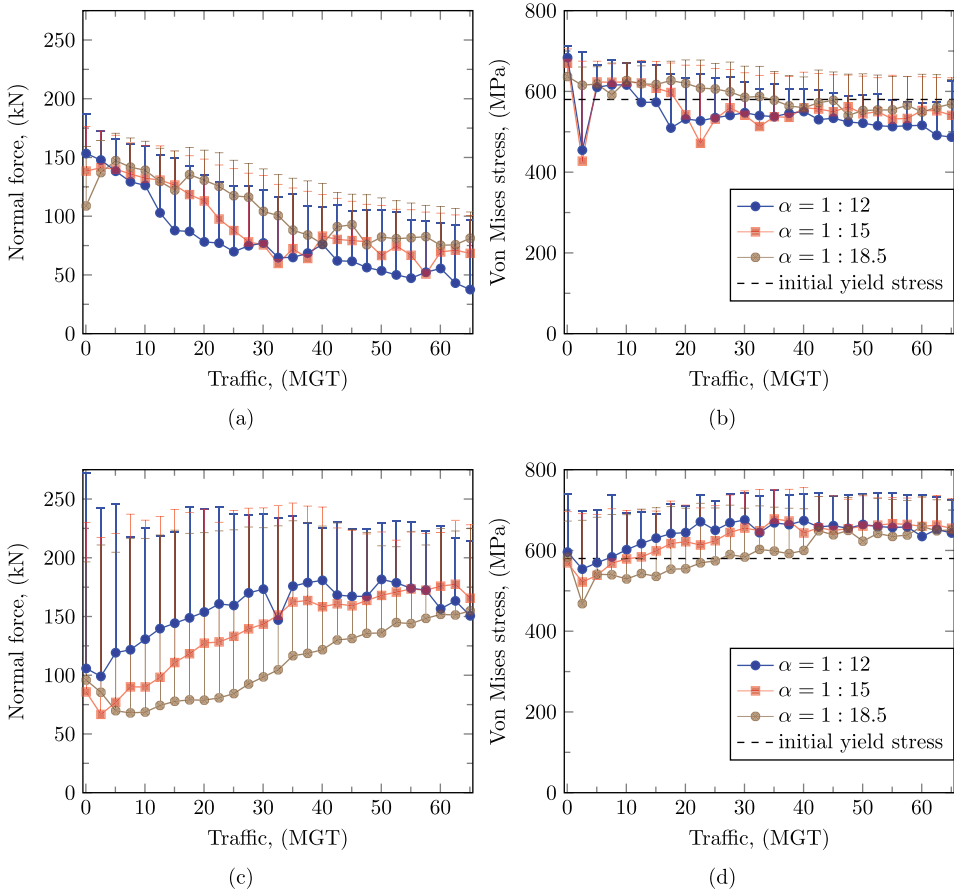 250
200
150
100
50
0
Normal force, (kN)
0 10 20 30 40 50 60
Traffic, (MGT)
(a)
800
600
400
200
0
Von Mises stress, (MPa)
α = 1 : 12
α = 1 : 15
α = 1 : 18.5
initial yield stress
0 10 20 30 40 50 60
Traffic, (MGT)
(b)
250
200
150
100
50
0
Normal force, (kN)
0 10 20 30 40 50 60
Traffic, (MGT)
(c)
800
600
400
200
0
Von Mises stress, (MPa)
α = 1 : 12
α = 1 : 15
α = 1 : 18.5
initial yield stress
0 10 20 30 40 50 60
Traffic, (MGT)
(d)